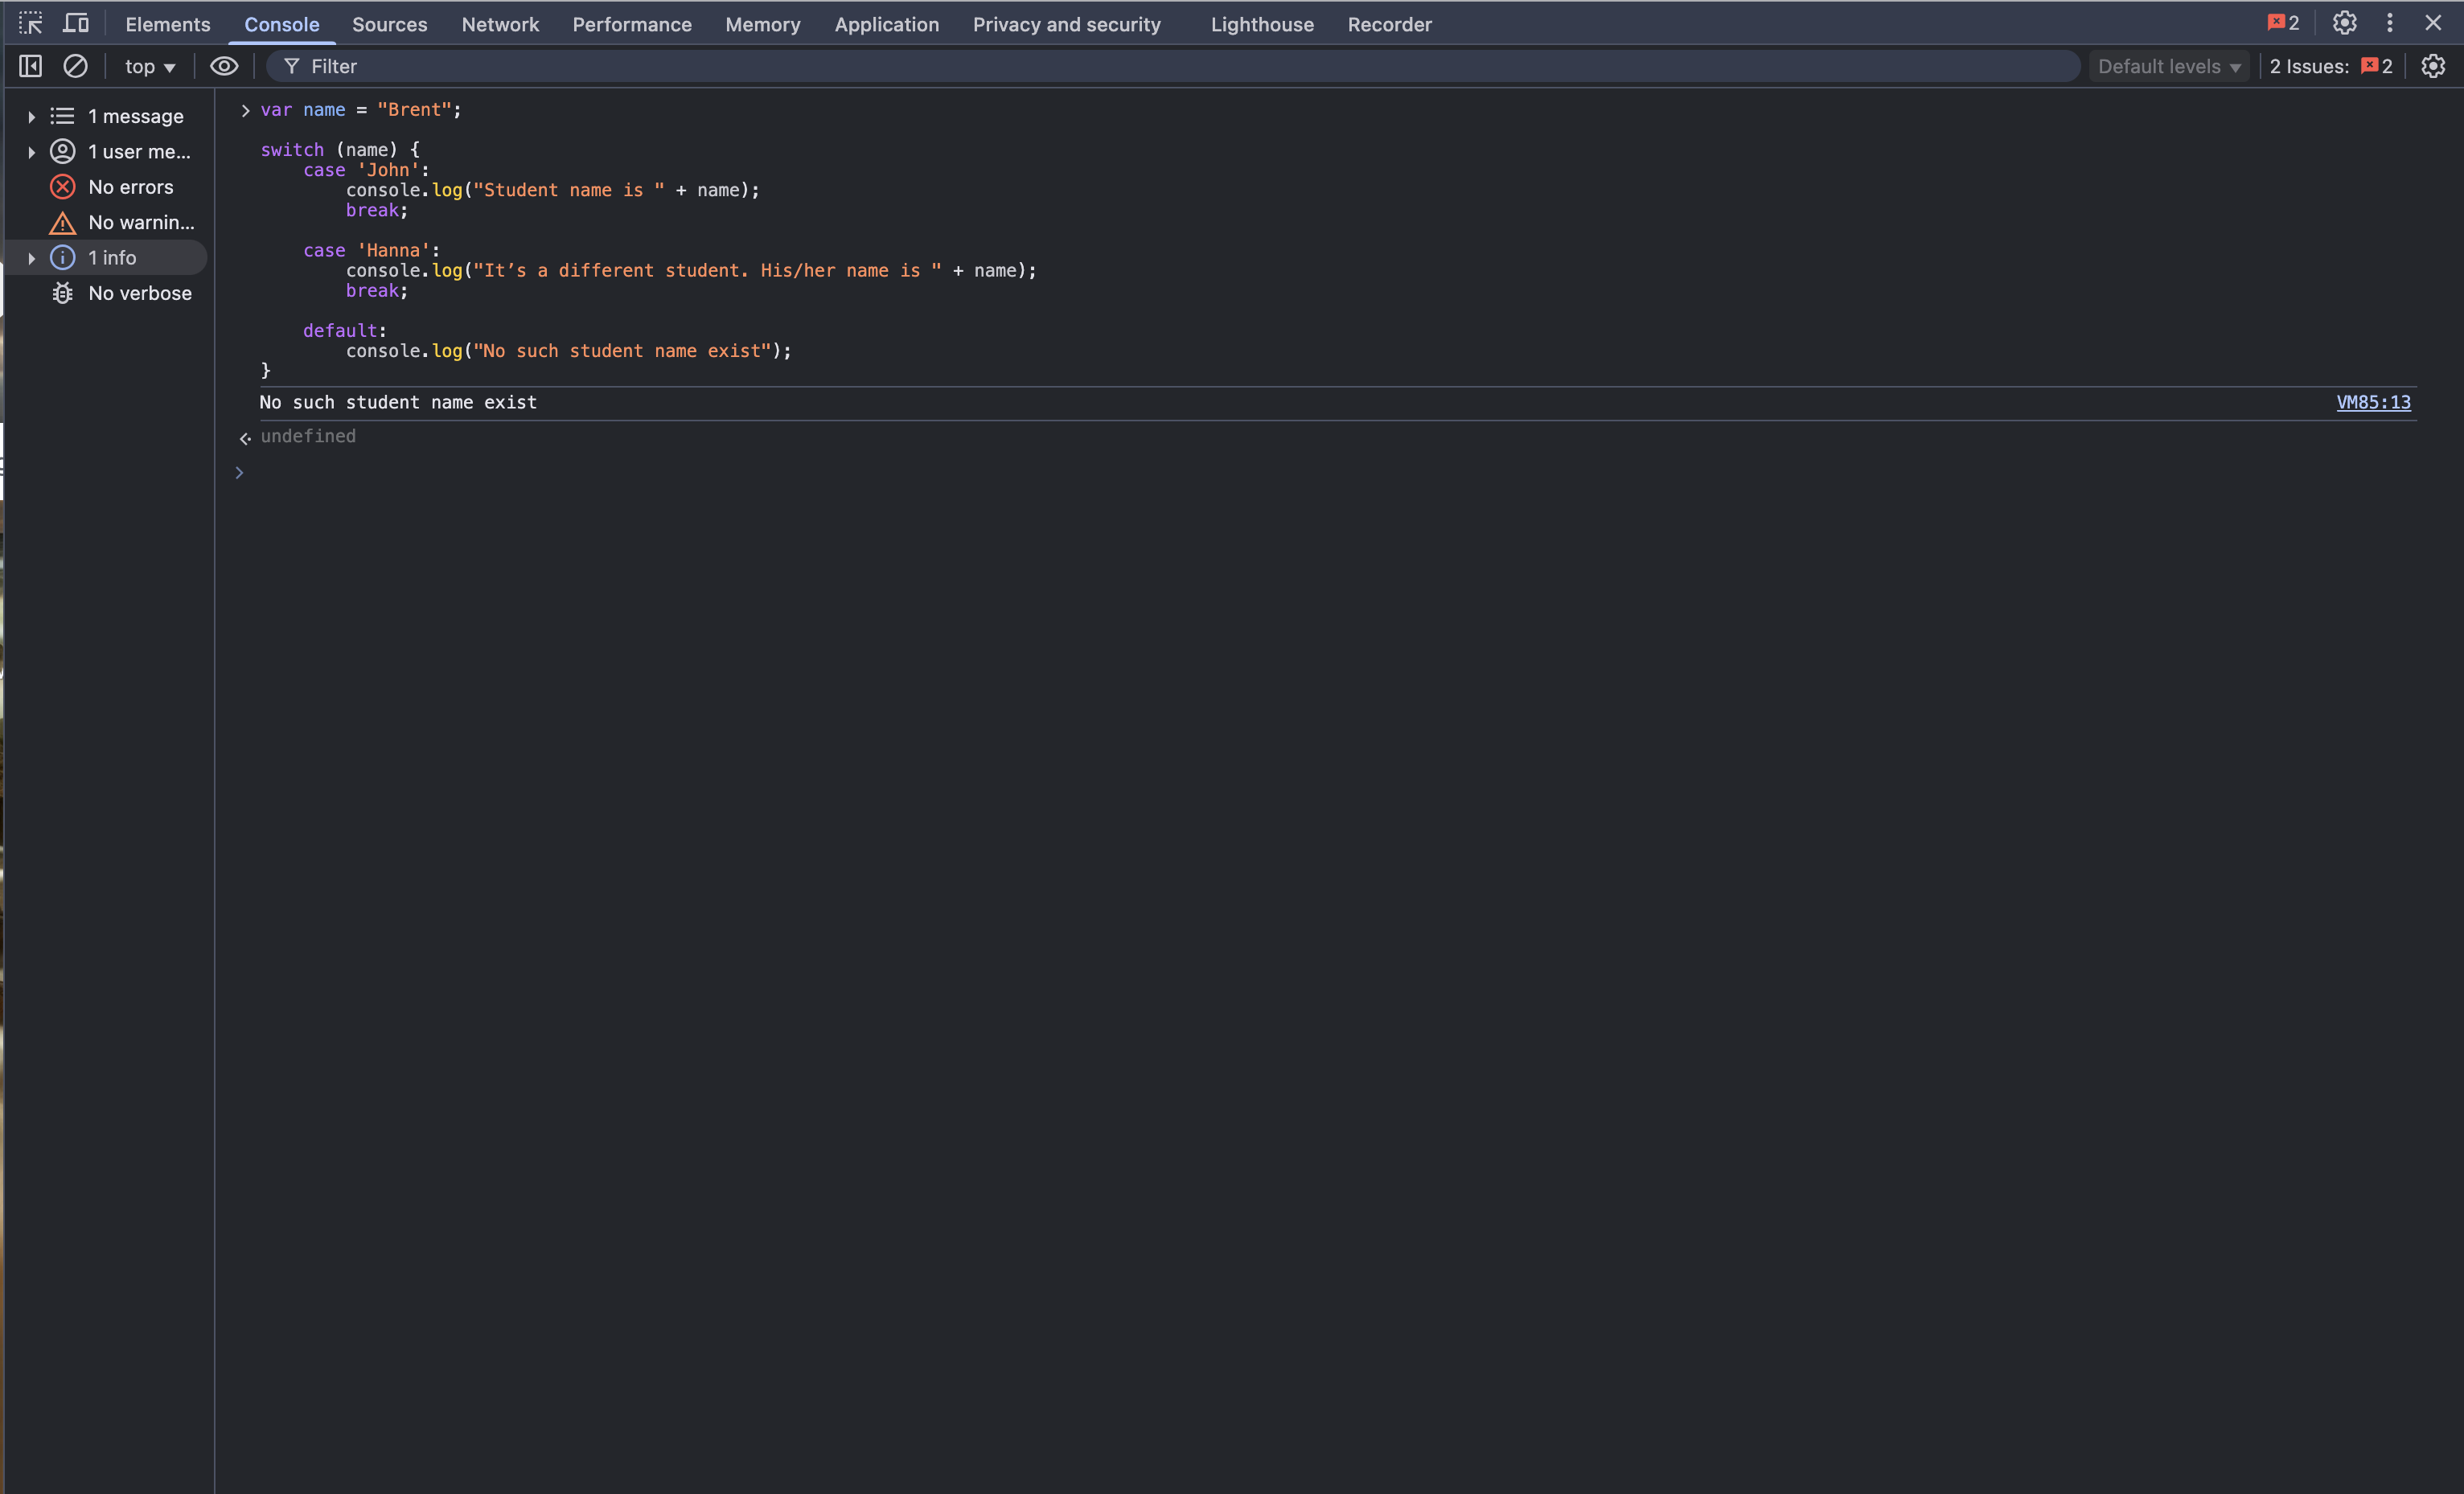 Elements Console Sources Network Performance Memory Application Privacy and security Lighthouse Recorder 2
top Filter Default levels 2 Issues: 2
1 message
1 user me...
No errors
No warnin...
1 info
No verbose
var name = "Brent";
switch (name) {
    case 'John':
        console.log("Student name is " + name);
        break;
    case 'Hanna':
        console.log("It’s a different student. His/her name is " + name);
        break;
    default:
        console.log("No such student name exist");
}
No such student name exist VM85:13
undefined